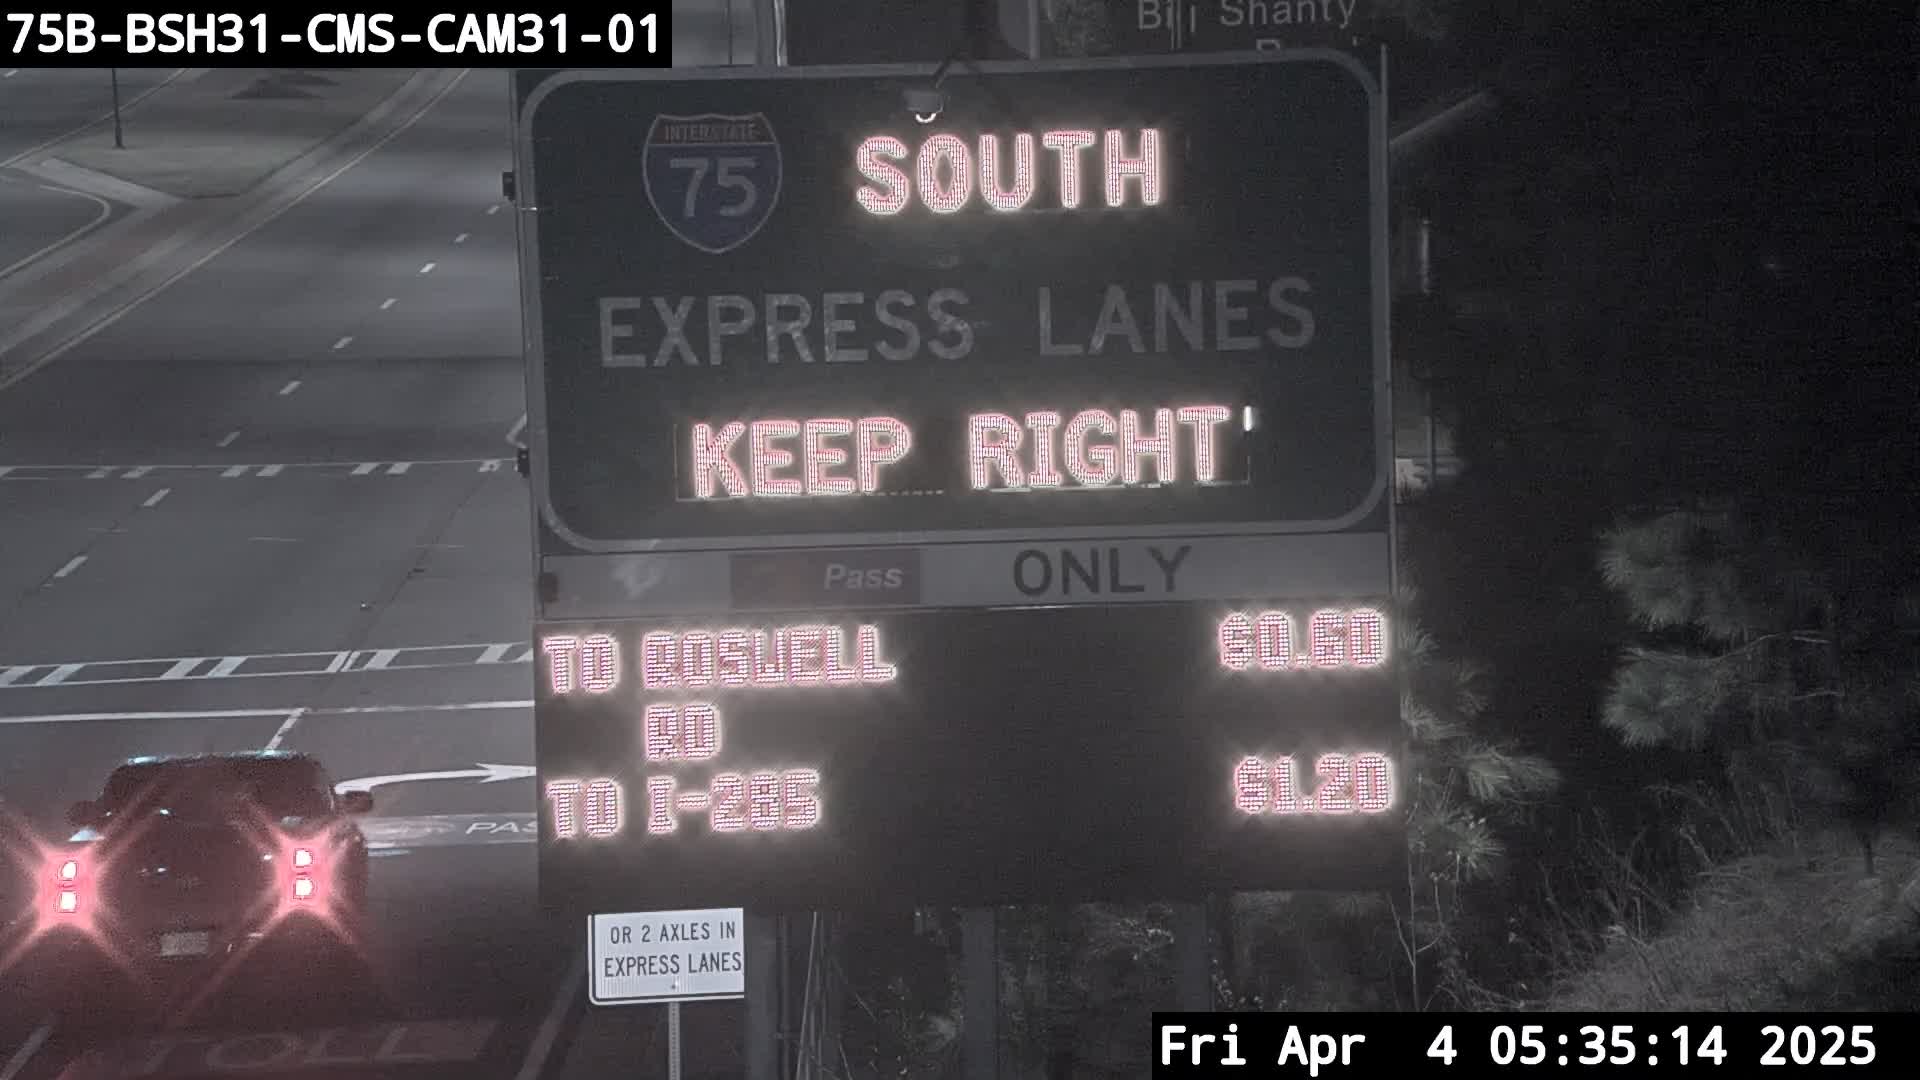 75B-BSH31-CMS-CAM31-01
Shanty
INTERSTATE
75
SOUTH
EXPRESS LANES
KEEP RIGHT
Pass ONLY
TO ROSWELL $0.60
RD
TO I-285 $1.20
OR 2 AXLES IN
EXPRESS LANES
TOLL
Fri Apr 4 05:35:14 2025